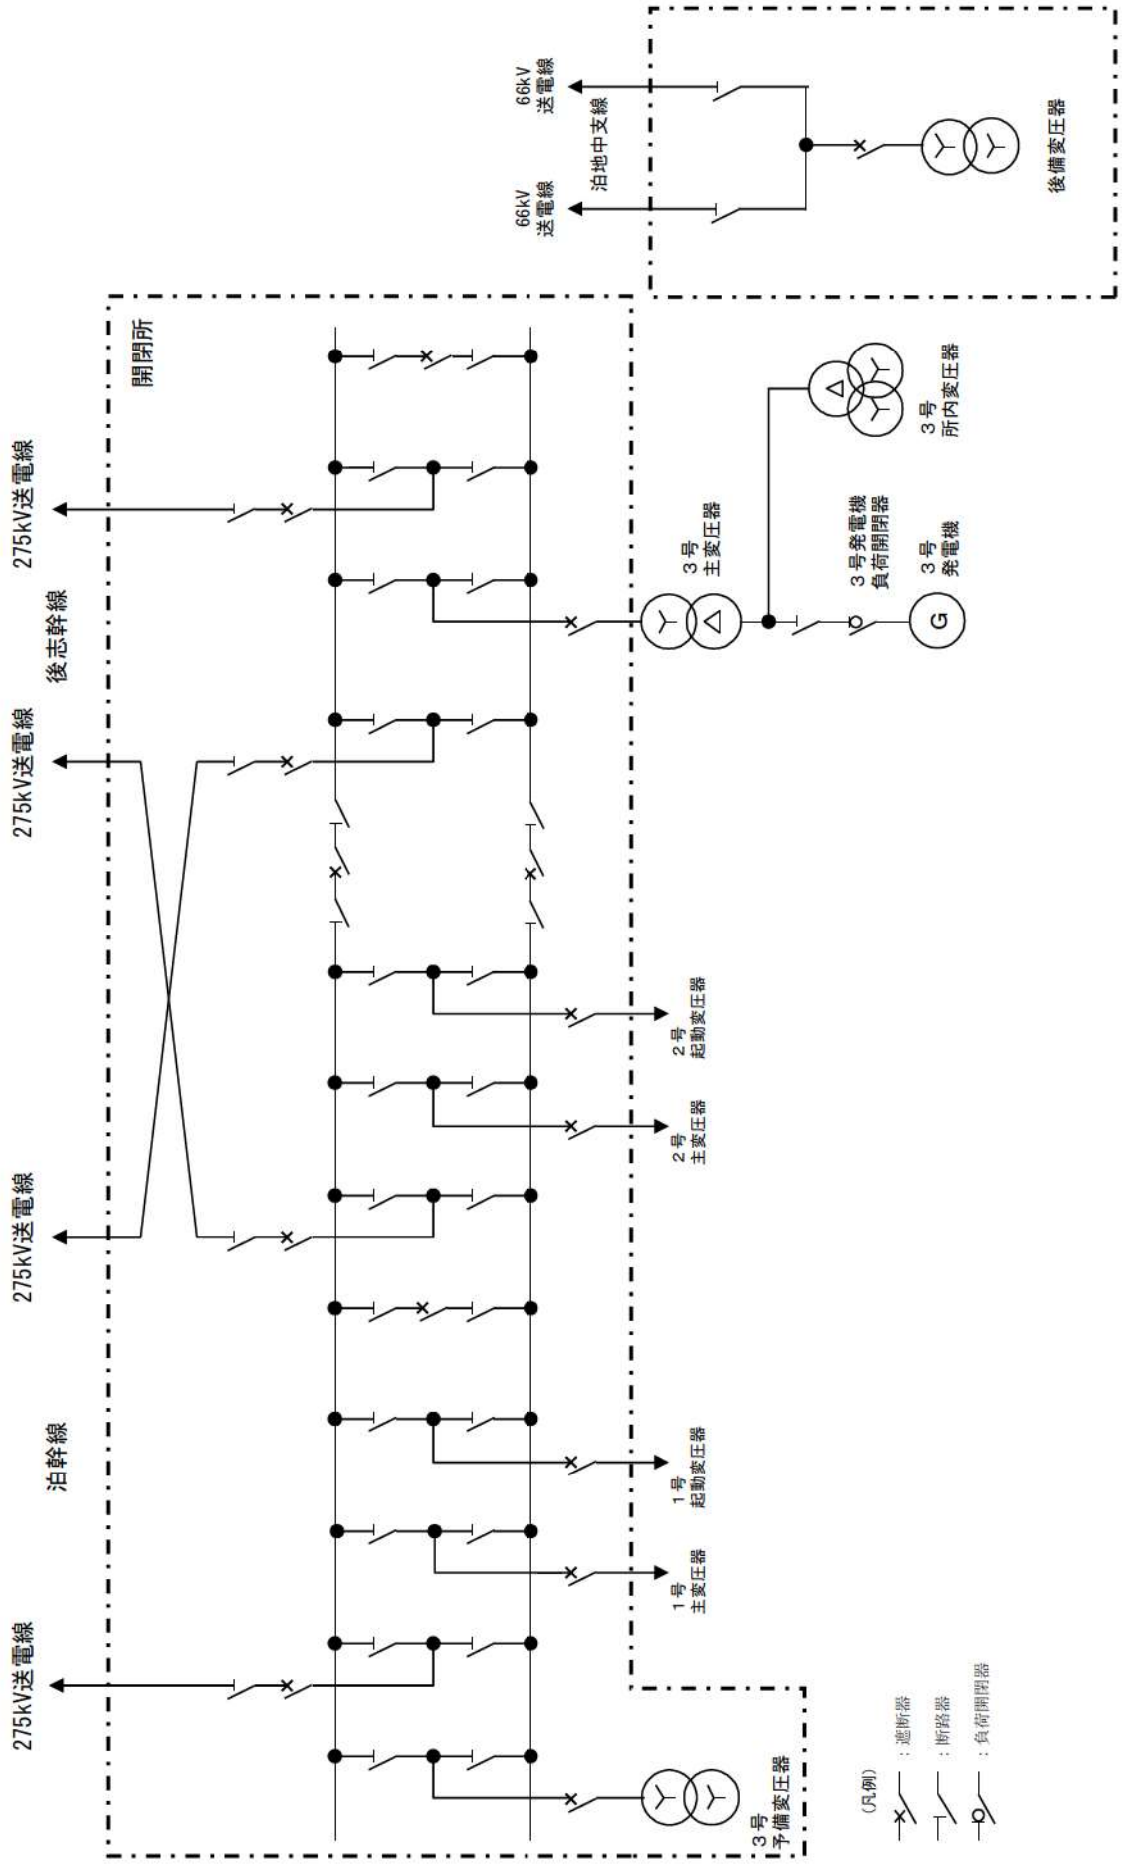 275kV送電線
泊幹線
275kV送電線
275kV送電線
後志幹線
275kV送電線
開閉所
66kV
送電線
泊地中支線
66kV
送電線
後備変圧器
3号
予備変圧器
1号
主変圧器
1号
起動変圧器
2号
主変圧器
2号
起動変圧器
3号
主変圧器
3号発電機
負荷開閉器
3号
発電機
G
3号
所内変圧器
(凡例)
：遮断器
：断路器
：負荷開閉器